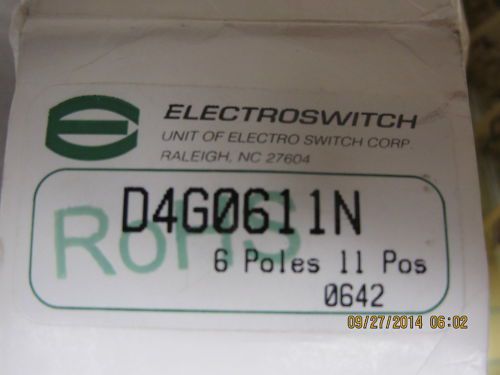 ELECTROSWITCH
UNIT OF ELECTRO SWITCH CORP.
RALEIGH, NC 27604
RoHS
D4G0611N
6 Poles 11 Pos
0642
09/27/2014 06:02